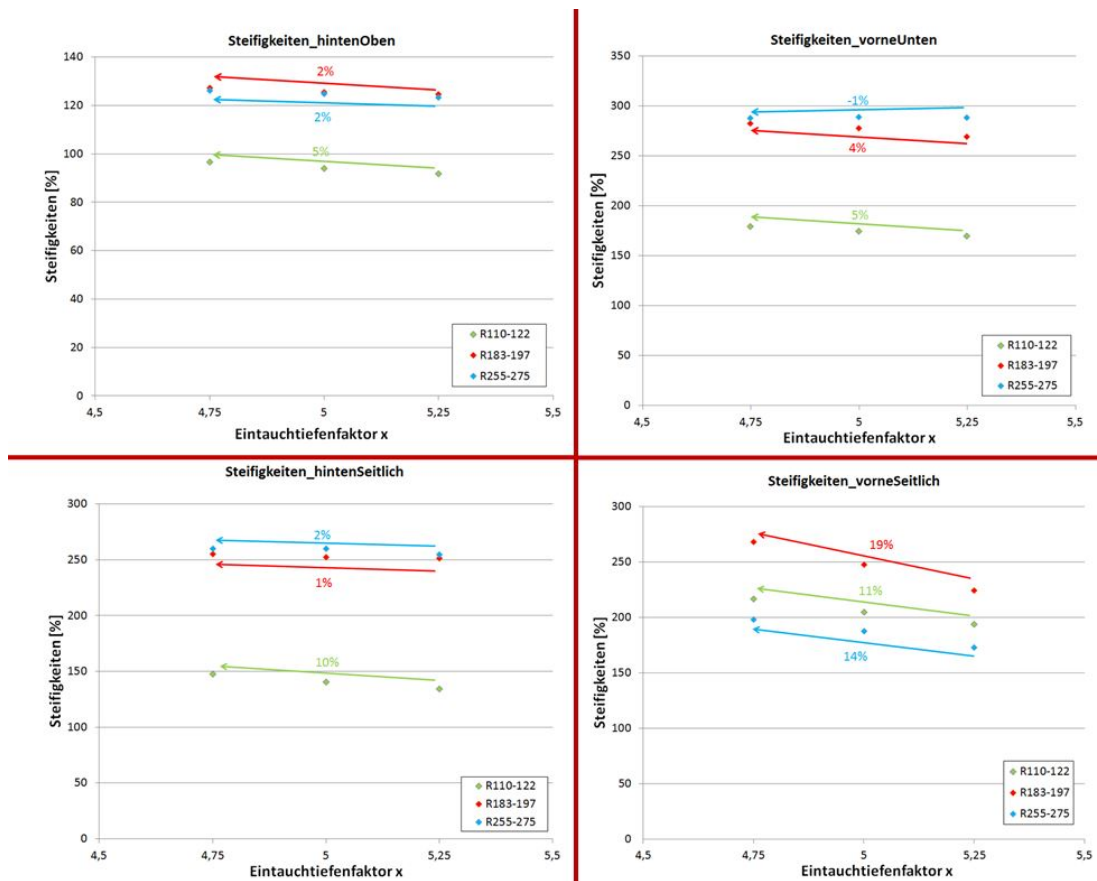 Steifigkeiten_hintenOben
140
120
100
80
60
40
20
0
Steifigkeiten [%]
2%
2%
5%
R110-122
R183-197
R255-275
4,5
4,75
5
5,25
5,5
Eintauchtiefenfaktor x
Steifigkeiten_vorneUnten
350
300
250
200
150
100
50
0
Steifigkeiten [%]
-1%
4%
5%
R110-122
R183-197
R255-275
4,5
4,75
5
5,25
5,5
Eintauchtiefenfaktor x
Steifigkeiten_hintenSeitlich
300
250
200
150
100
50
0
Steifigkeiten [%]
2%
1%
10%
R110-122
R183-197
R255-275
4,5
4,75
5
5,25
5,5
Eintauchtiefenfaktor x
Steifigkeiten_vorneSeitlich
300
250
200
150
100
50
0
Steifigkeiten [%]
19%
11%
14%
R110-122
R183-197
R255-275
4,5
4,75
5
5,25
5,5
Eintauchtiefenfaktor x